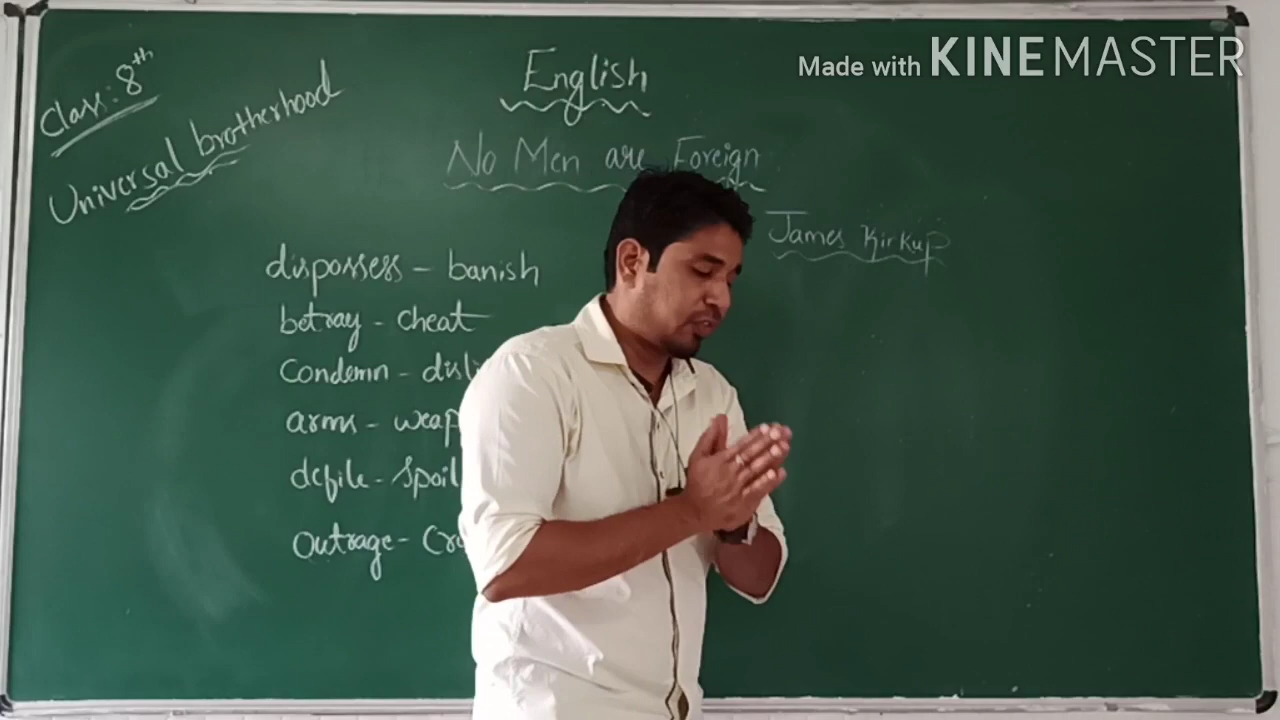 Made with KINEMASTER
Class: 8th
English
Universal brotherhood
No Men are Foreign
James Kirkup
dispossess - banish
betray - cheat
Condemn -
arms -
defile - Spoil
Outrage -